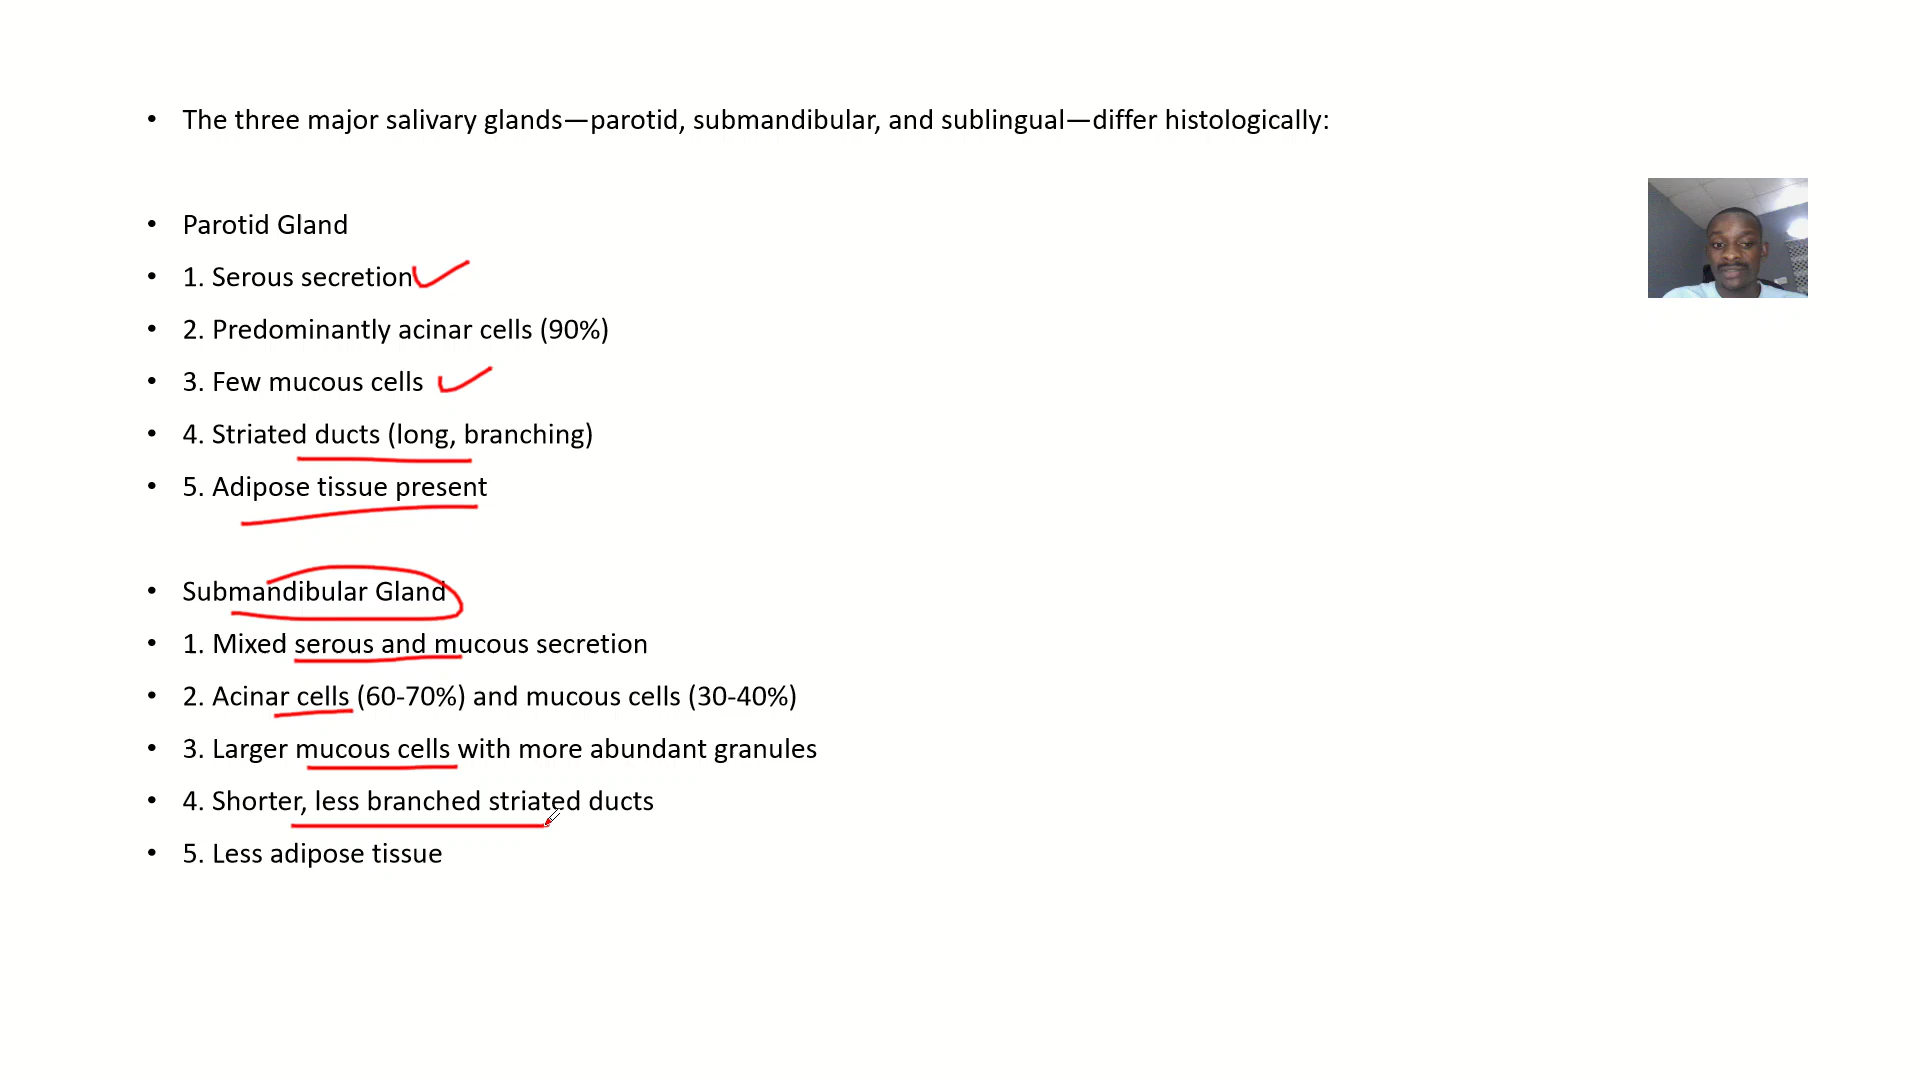 • The three major salivary glands—parotid, submandibular, and sublingual—differ histologically:
• Parotid Gland
• 1. Serous secretion
• 2. Predominantly acinar cells (90%)
• 3. Few mucous cells
• 4. Striated ducts (long, branching)
• 5. Adipose tissue present
• Submandibular Gland
• 1. Mixed serous and mucous secretion
• 2. Acinar cells (60-70%) and mucous cells (30-40%)
• 3. Larger mucous cells with more abundant granules
• 4. Shorter, less branched striated ducts
• 5. Less adipose tissue